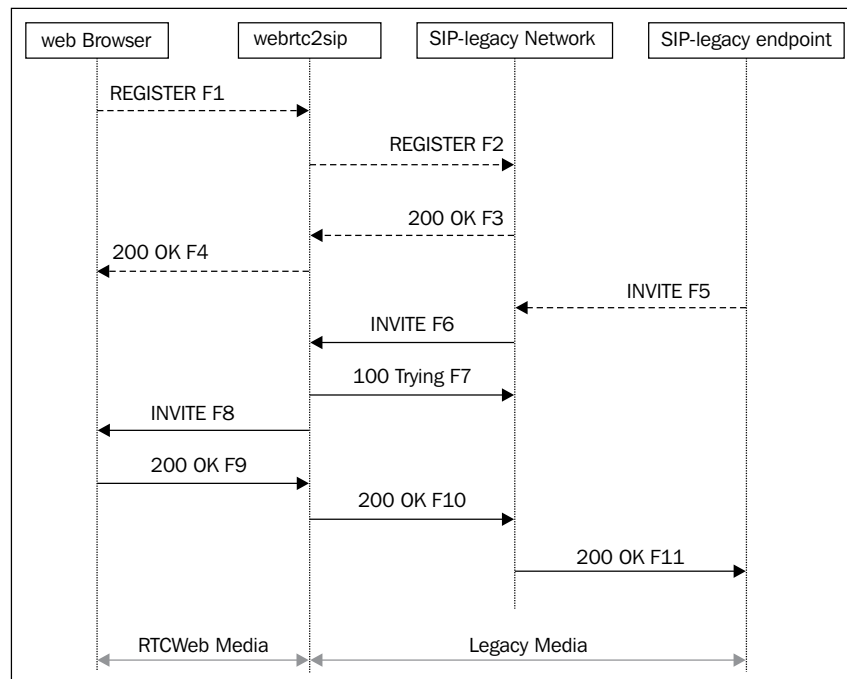 web Browser
webrtc2sip
SIP-legacy Network
SIP-legacy endpoint
REGISTER F1
REGISTER F2
200 OK F3
200 OK F4
INVITE F5
INVITE F6
100 Trying F7
INVITE F8
200 OK F9
200 OK F10
200 OK F11
RTCWeb Media
Legacy Media